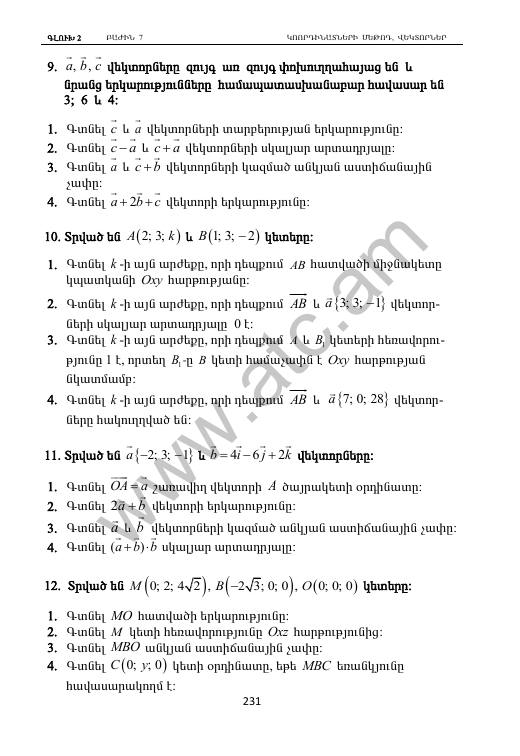 ԳԼՈՒԽ 2 ԲԱԺԻՆ 7 ԿՈՈՐԴԻՆԱՏՆԵՐԻ ՄԵԹՈԴ, ՎԵԿՏՈՐՆԵՐ
9. a⃗, b⃗, c⃗ վեկտորները զույգ առ զույգ փոխուղղահայաց են և
նրանց երկարությունները համապատասխանաբար հավասար են
3; 6 և 4:
1. Գտնել c⃗ և a⃗ վեկտորների տարբերության երկարությունը:
2. Գտնել c⃗ − a⃗ և c⃗ + a⃗ վեկտորների սկալյար արտադրյալը:
3. Գտնել a⃗ և c⃗ + b⃗ վեկտորների կազմած անկյան աստիճանային
չափը:
4. Գտնել a⃗ + 2b⃗ + c⃗ վեկտորի երկարությունը:
10. Տրված են A(2; 3; k) և B(1; 3; −2) կետերը:
1. Գտնել k -ի այն արժեքը, որի դեպքում AB հատվածի միջնակետը
կպատկանի Oxy հարթությանը:
2. Գտնել k -ի այն արժեքը, որի դեպքում AB⃗ և a⃗{3; 3; −1} վեկտոր-
ների սկալյար արտադրյալը 0 է:
3. Գտնել k -ի այն արժեքը, որի դեպքում A և B₁ կետերի հեռավորու-
թյունը 1 է, որտեղ B₁-ը B կետի համաչափն է Oxy հարթության
նկատմամբ:
4. Գտնել k -ի այն արժեքը, որի դեպքում AB⃗ և a⃗{7; 0; 28} վեկտոր-
ները հակուղղված են:
11. Տրված են a⃗{−2; 3; −1} և b⃗ = 4i⃗ − 6j⃗ + 2k⃗ վեկտորները:
1. Գտնել OA⃗ = a⃗ շառավիղ վեկտորի A ծայրակետի օրդինատը:
2. Գտնել 2a⃗ + b⃗ վեկտորի երկարությունը:
3. Գտնել a⃗ և b⃗ վեկտորների կազմած անկյան աստիճանային չափը:
4. Գտնել (a⃗ + b⃗) · b⃗ սկալյար արտադրյալը:
12. Տրված են M(0; 2; 4√2), B(−2√3; 0; 0), O(0; 0; 0) կետերը:
1. Գտնել MO հատվածի երկարությունը:
2. Գտնել M կետի հեռավորությունը Oxz հարթությունից:
3. Գտնել MBO անկյան աստիճանային չափը:
4. Գտնել C(0; y; 0) կետի օրդինատը, եթե MBC եռանկյունը
հավասարակողմ է:
231
www.atc.am